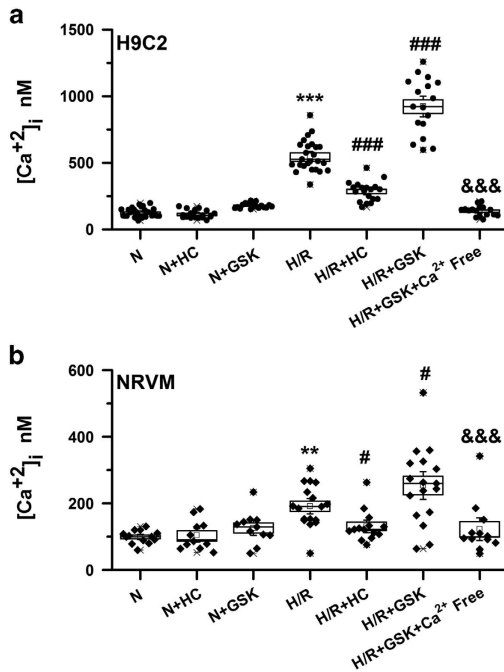 a
H9C2
[Ca+2]i nM
1500
1000
500
0
***
###
###
&&&
N
N+HC
N+GSK
H/R
H/R+HC
H/R+GSK
H/R+GSK+Ca2+ Free
b
NRVM
[Ca+2]i nM
600
400
200
0
**
#
#
&&&
N
N+HC
N+GSK
H/R
H/R+HC
H/R+GSK
H/R+GSK+Ca2+ Free